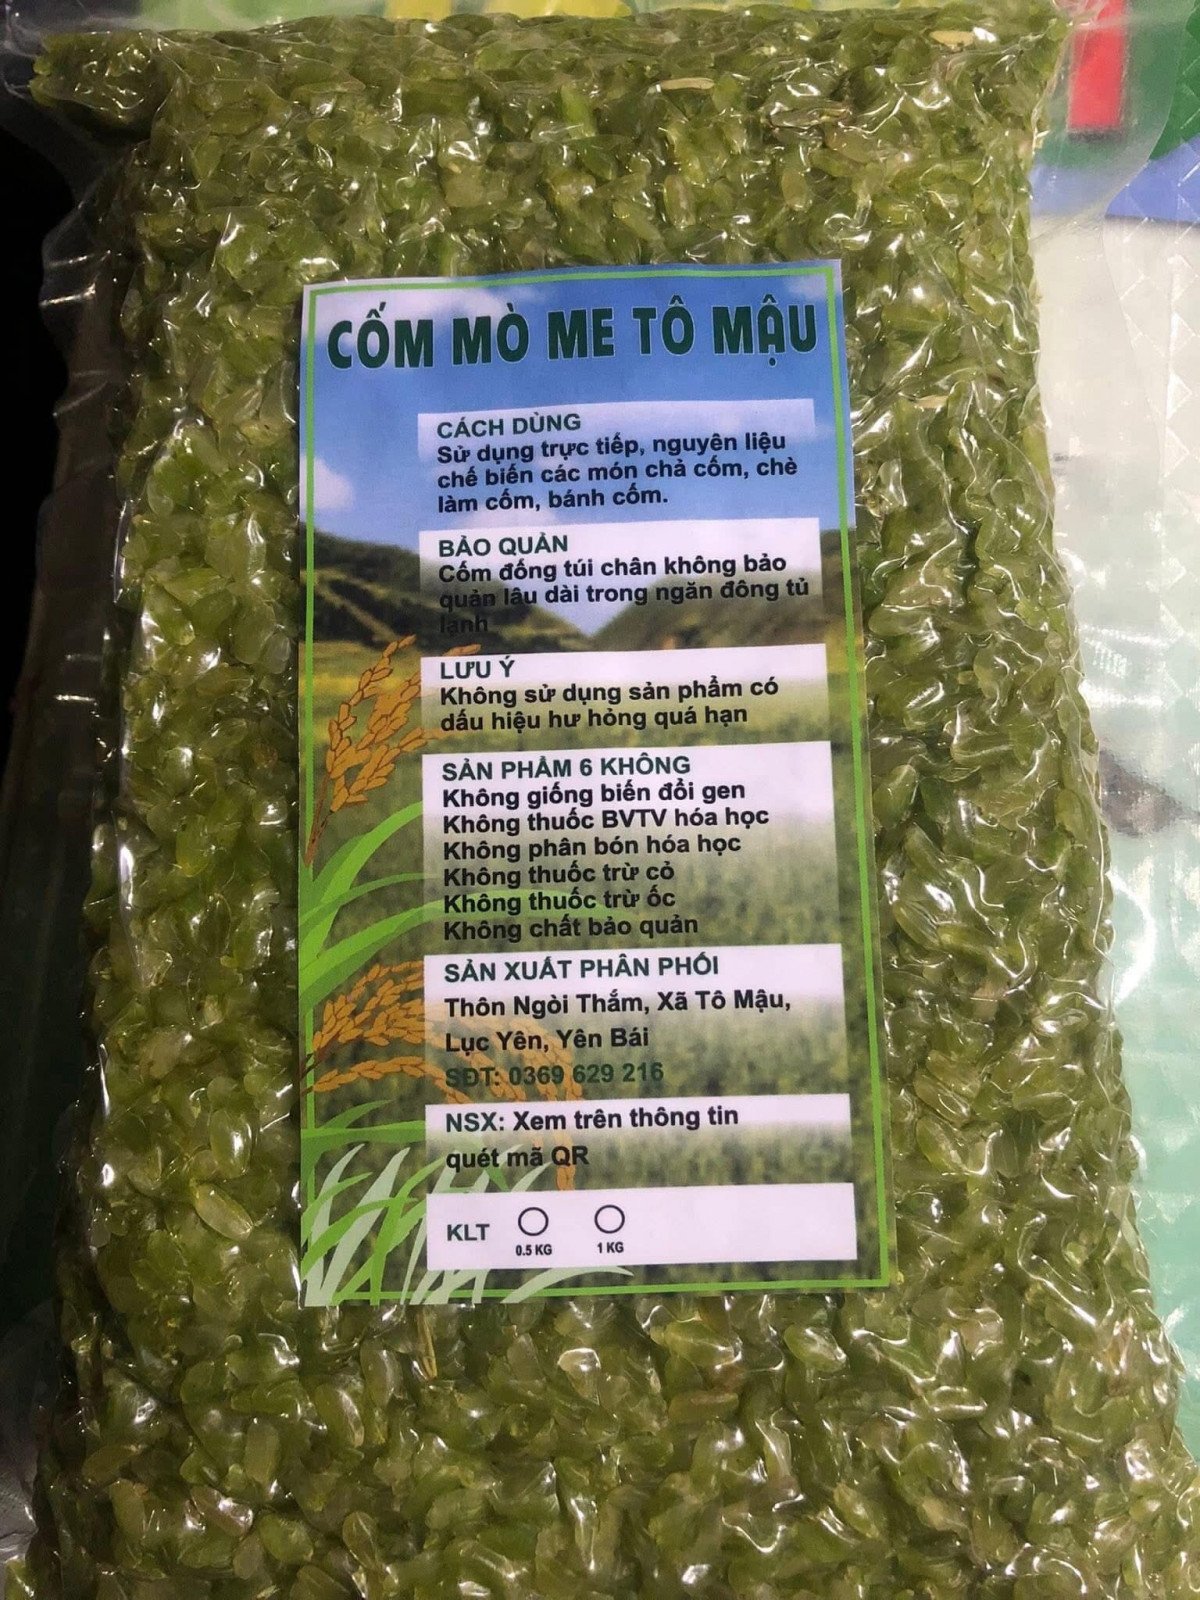 CỐM MÒ ME TÔ MẬU
CÁCH DÙNG
Sử dụng trực tiếp, nguyên liệu
chế biến các món chả cốm, chè
làm cốm, bánh cốm.
BẢO QUẢN
Cốm đống túi chân không bảo
quản lâu dài trong ngăn đông tủ
lạnh
LƯU Ý
Không sử dụng sản phẩm có
dấu hiệu hư hỏng quá hạn
SẢN PHẨM 6 KHÔNG
Không giống biến đổi gen
Không thuốc BVTV hóa học
Không phân bón hóa học
Không thuốc trừ cỏ
Không thuốc trừ ốc
Không chất bảo quản
SẢN XUẤT PHÂN PHỐI
Thôn Ngòi Thắm, Xã Tô Mậu,
Lục Yên, Yên Bái
SĐT: 0369 629 216
NSX: Xem trên thông tin
quét mã QR
KLT
0.5 KG 1 KG